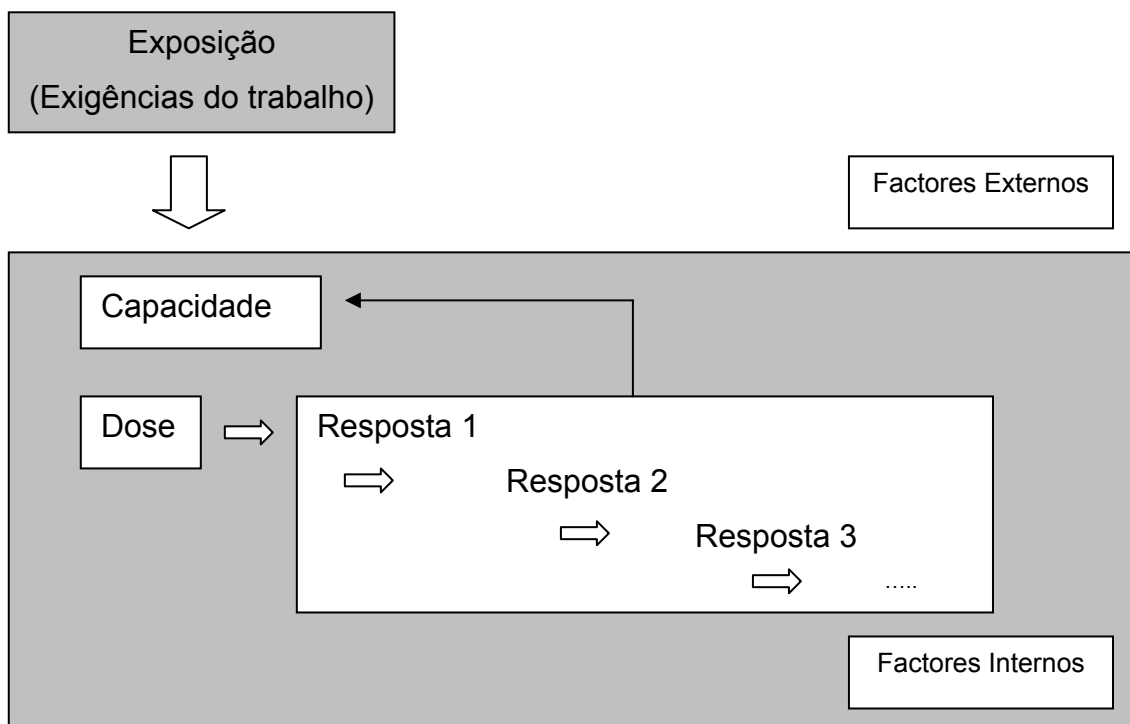 Exposição
(Exigências do trabalho)
Factores Externos
Capacidade
Dose
Resposta 1
Resposta 2
Resposta 3
.....
Factores Internos